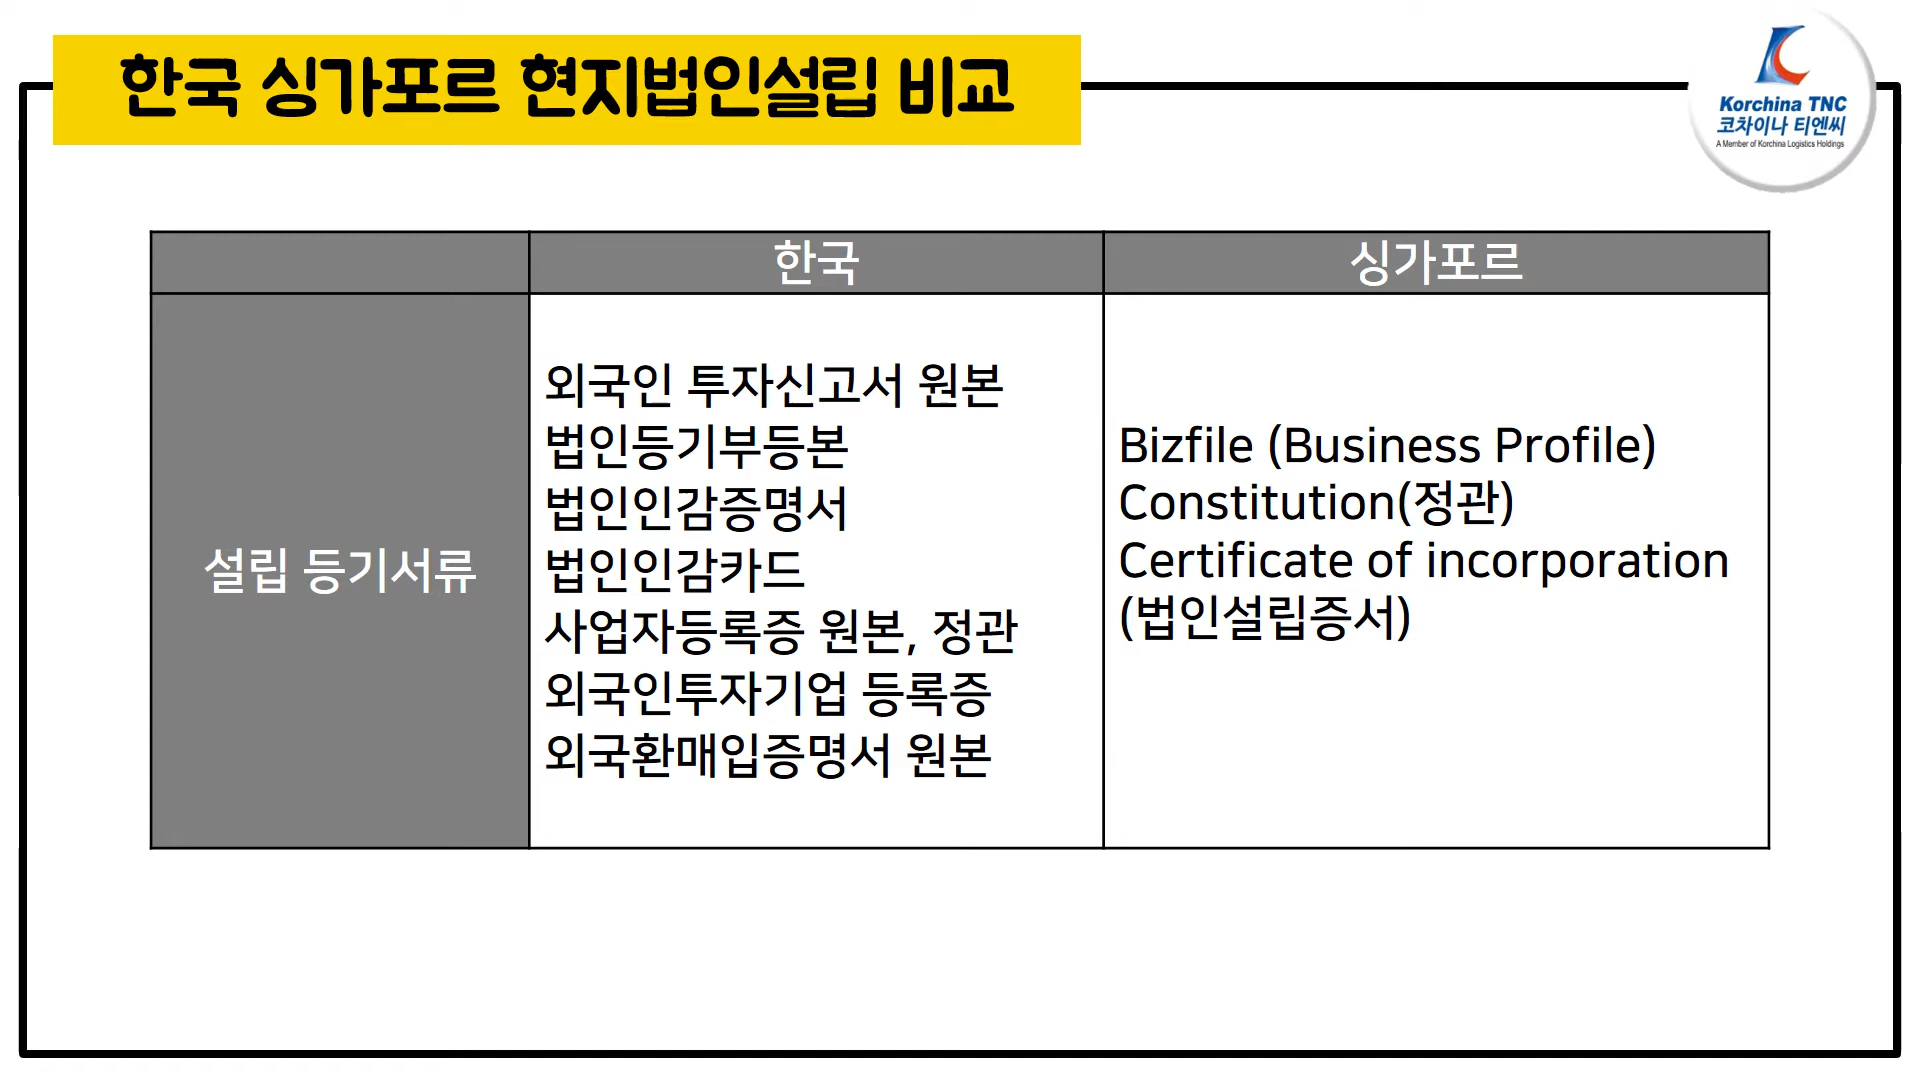 한국 싱가포르 현지법인설립 비교
Korchina TNC
코차이나 티엔씨
A Member of Korchina Logistics Holdings
한국
싱가포르
설립 등기서류
외국인 투자신고서 원본
법인등기부등본
법인인감증명서
법인인감카드
사업자등록증 원본, 정관
외국인투자기업 등록증
외국환매입증명서 원본
Bizfile (Business Profile)
Constitution(정관)
Certificate of incorporation
(법인설립증서)